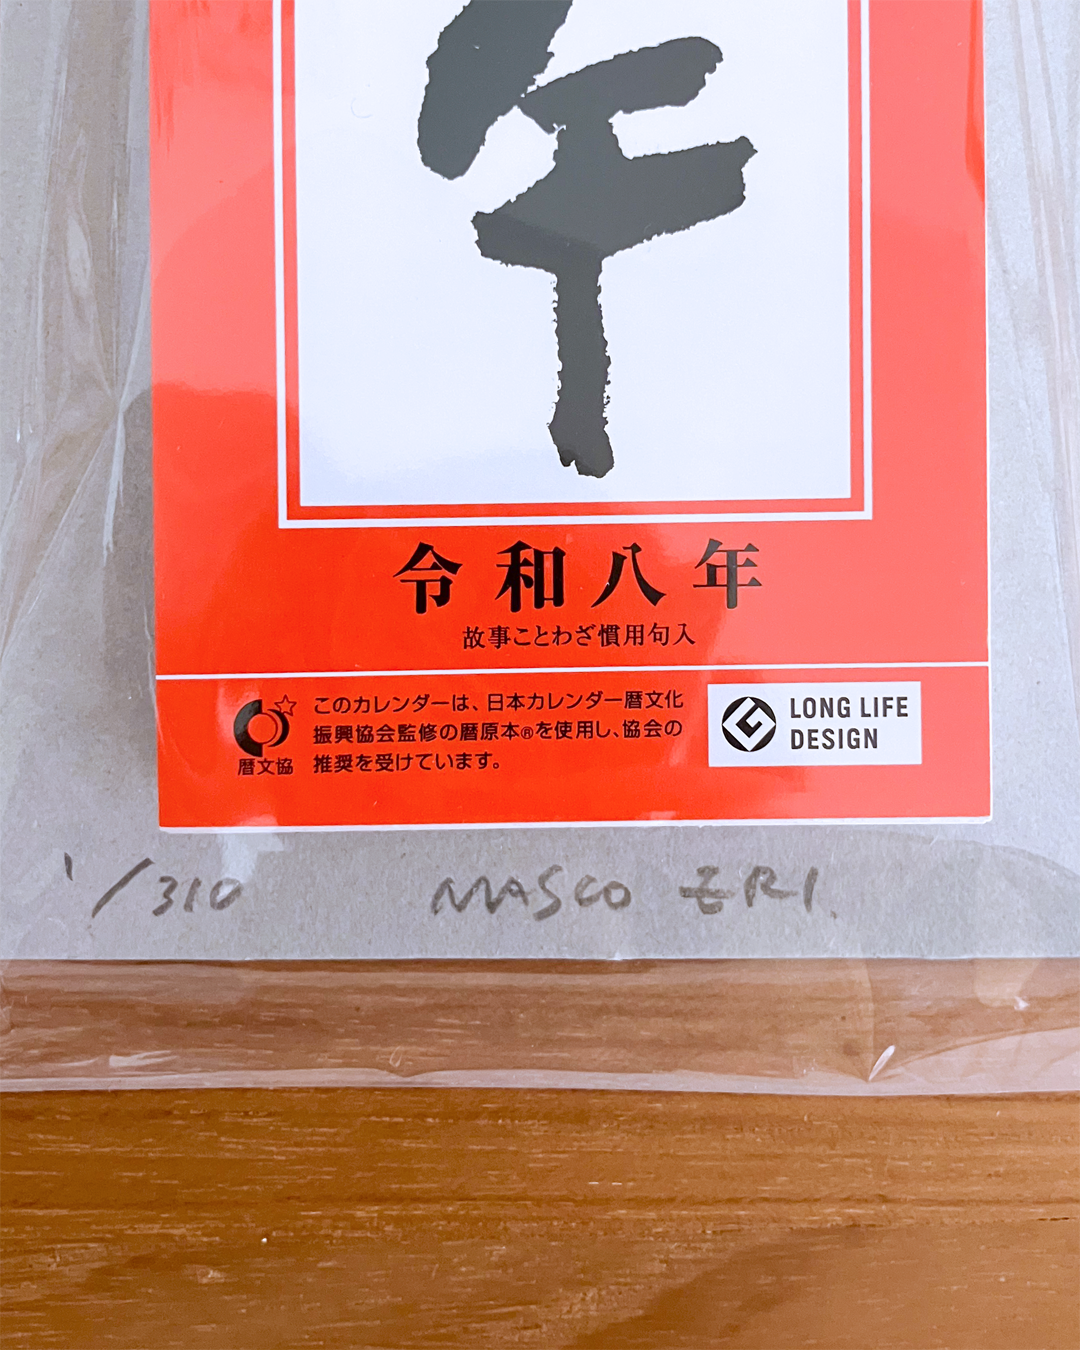 午
令和八年
故事ことわざ慣用句入
このカレンダーは、日本カレンダー暦文化
振興協会監修の暦原本®を使用し、協会の
推奨を受けています。
暦文協
LONG LIFE
DESIGN
1/310
MASCO ERI.